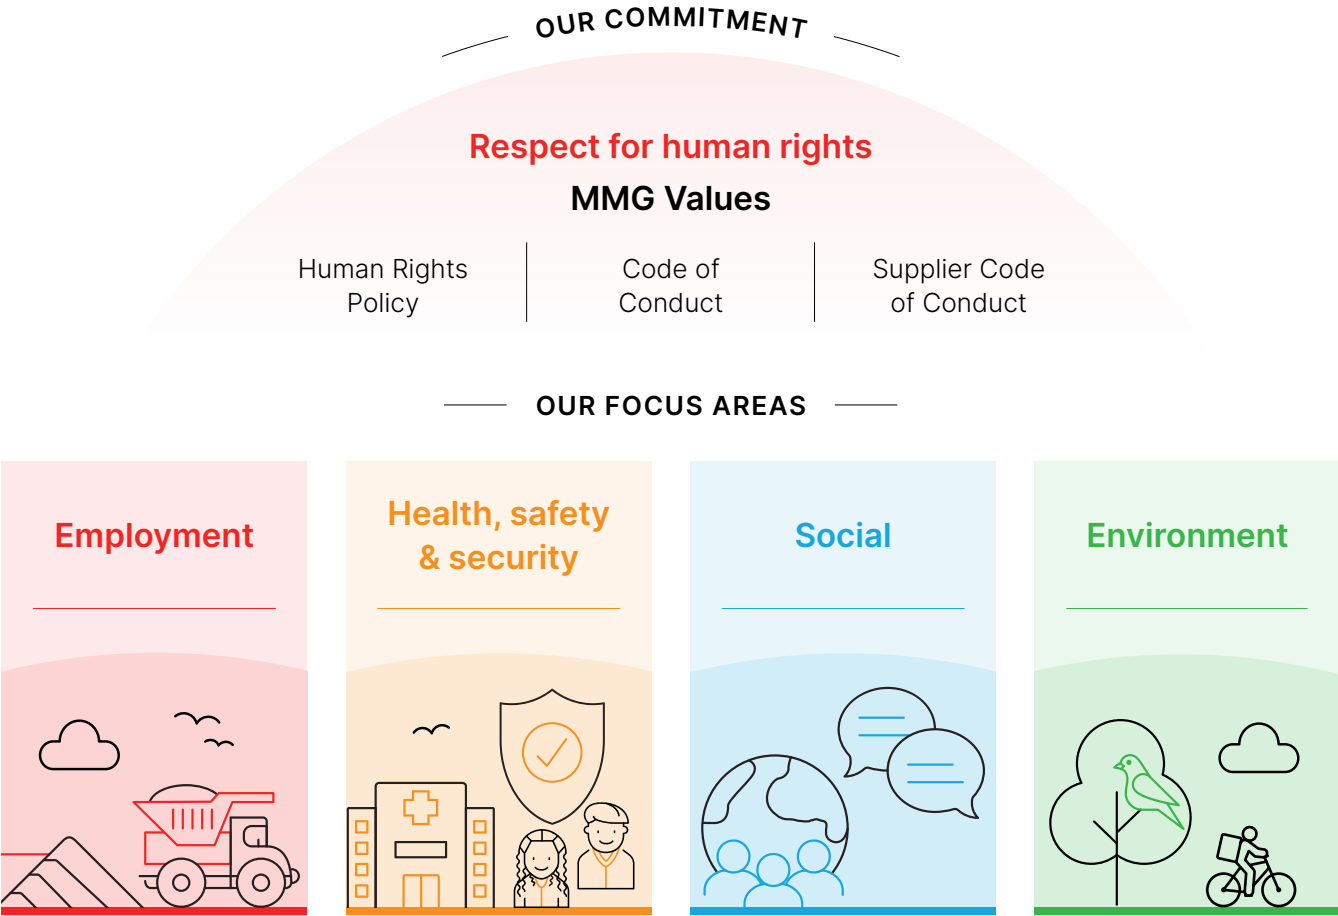 OUR COMMITMENT
Respect for human rights
MMG Values
Human Rights
Policy
Code of
Conduct
Supplier Code
of Conduct
OUR FOCUS AREAS
Employment
Health, safety
& security
Social
Environment